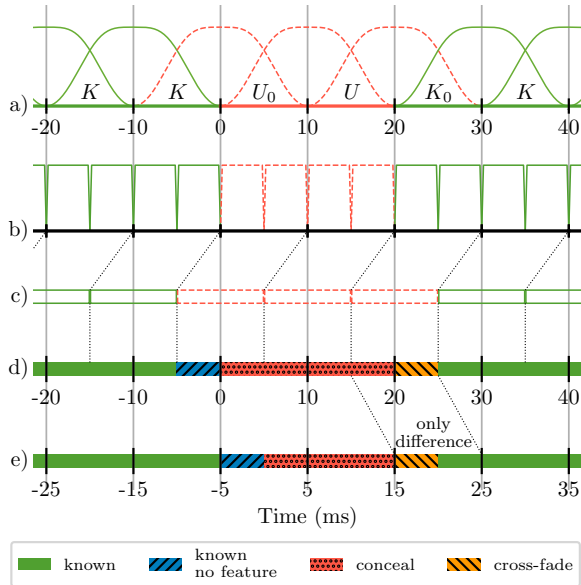 a) K K U₀ U K₀ K
-20 -10 0 10 20 30 40
b)
c)
d)
-20 -10 0 10 20 30 40
only
difference
e)
-25 -15 -5 5 15 25 35
Time (ms)
known
known
no feature
conceal
cross-fade